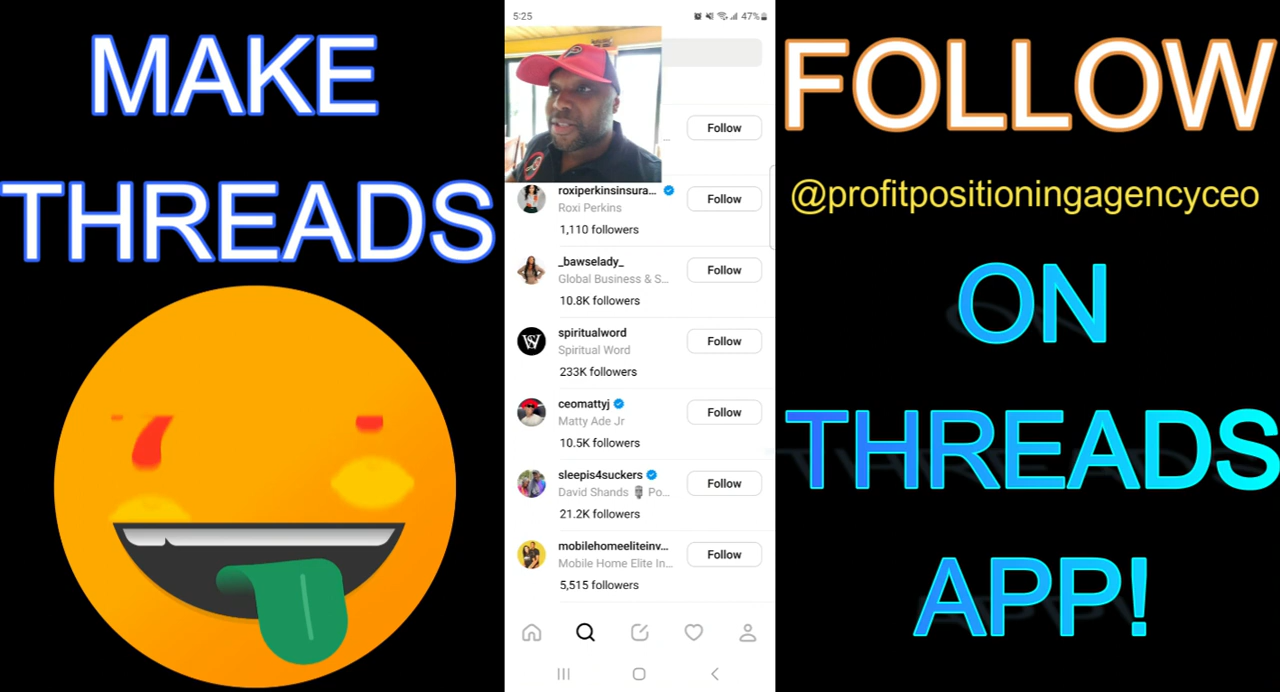 MAKE
THREADS
5:25
47%
Follow
roxiperkinsinsura...
Roxi Perkins
1,110 followers
Follow
_bawselady_
Global Business & S...
10.8K followers
Follow
spiritualword
Spiritual Word
233K followers
Follow
ceomattyj
Matty Ade Jr
10.5K followers
Follow
sleepis4suckers
David Shands Po...
21.2K followers
Follow
mobilehomeeliteinv...
Mobile Home Elite In...
5,515 followers
Follow
FOLLOW
@profitpositioningagencyceo
ON
THREADS
APP!